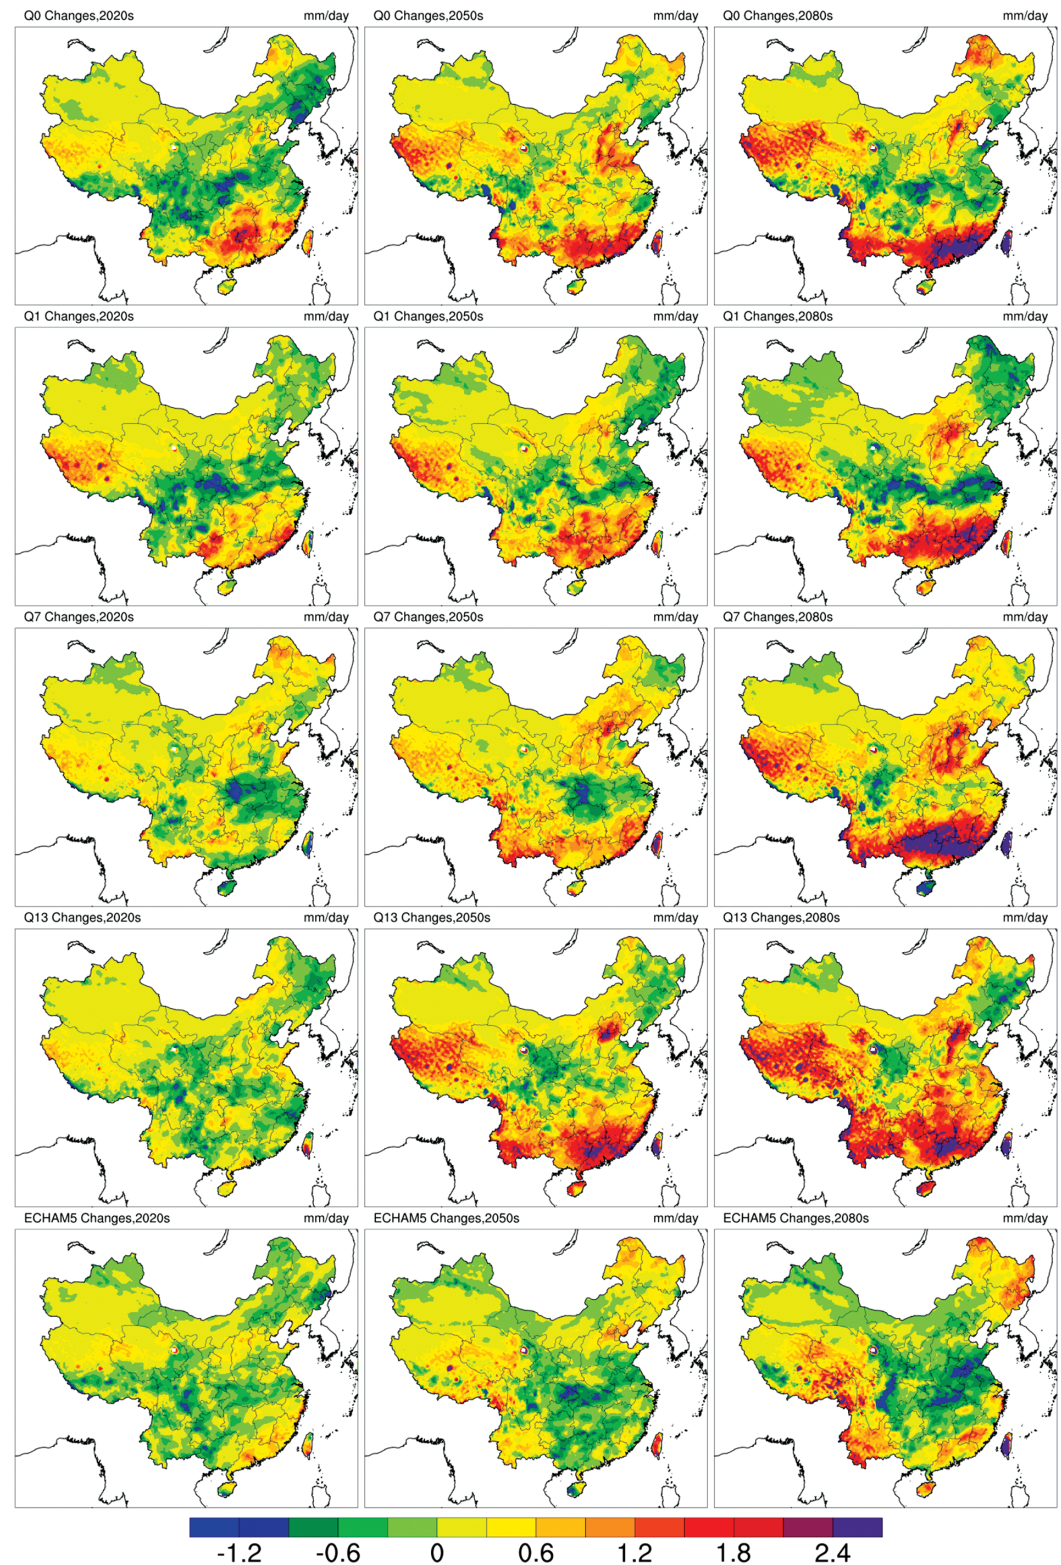 Q0 Changes,2020s mm/day Q0 Changes,2050s mm/day Q0 Changes,2080s mm/day
Q1 Changes,2020s mm/day Q1 Changes,2050s mm/day Q1 Changes,2080s mm/day
Q7 Changes,2020s mm/day Q7 Changes,2050s mm/day Q7 Changes,2080s mm/day
Q13 Changes,2020s mm/day Q13 Changes,2050s mm/day Q13 Changes,2080s mm/day
ECHAM5 Changes,2020s mm/day ECHAM5 Changes,2050s mm/day ECHAM5 Changes,2080s mm/day
-1.2 -0.6 0 0.6 1.2 1.8 2.4